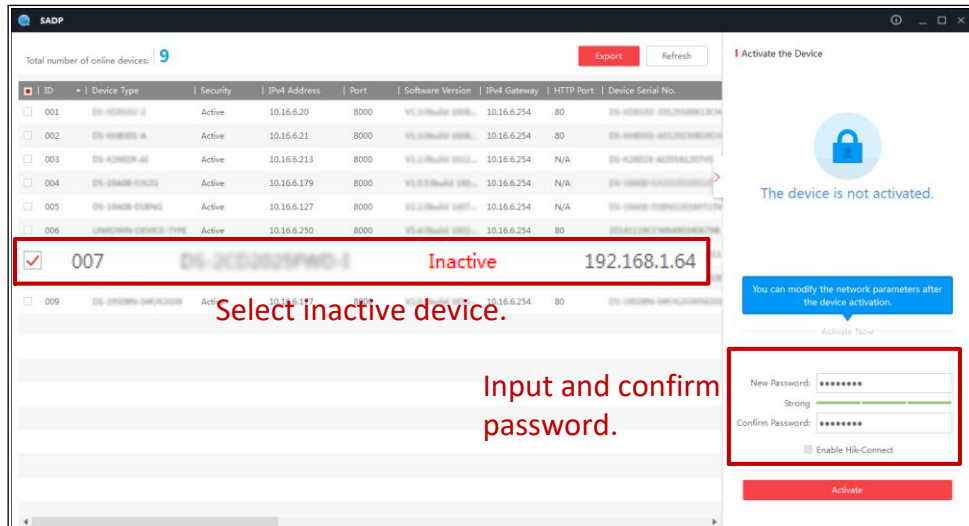 SADP
Total number of online devices: 9
Export
Refresh
ID | Device Type | Security | IPv4 Address | Port | Software Version | IPv4 Gateway | HTTP Port | Device Serial No.
001 Active 10.16.6.20 8000 10.16.6.254 80
002 Active 10.16.6.21 8000 10.16.6.254 80
003 Active 10.16.6.213 8000 10.16.6.254 N/A
004 Active 10.16.6.179 8000 10.16.6.254 N/A
005 Active 10.16.6.127 8000 10.16.6.254 N/A
006 Active 10.16.6.250 8000 10.16.6.254 80
007 Inactive 192.168.1.64
009 10.16.6.254 80
Select inactive device.
Input and confirm
password.
Activate the Device
The device is not activated.
You can modify the network parameters after
the device activation.
Activate Now
New Password: ••••••••
Strong
Confirm Password: ••••••••
Enable Hik-Connect
Activate